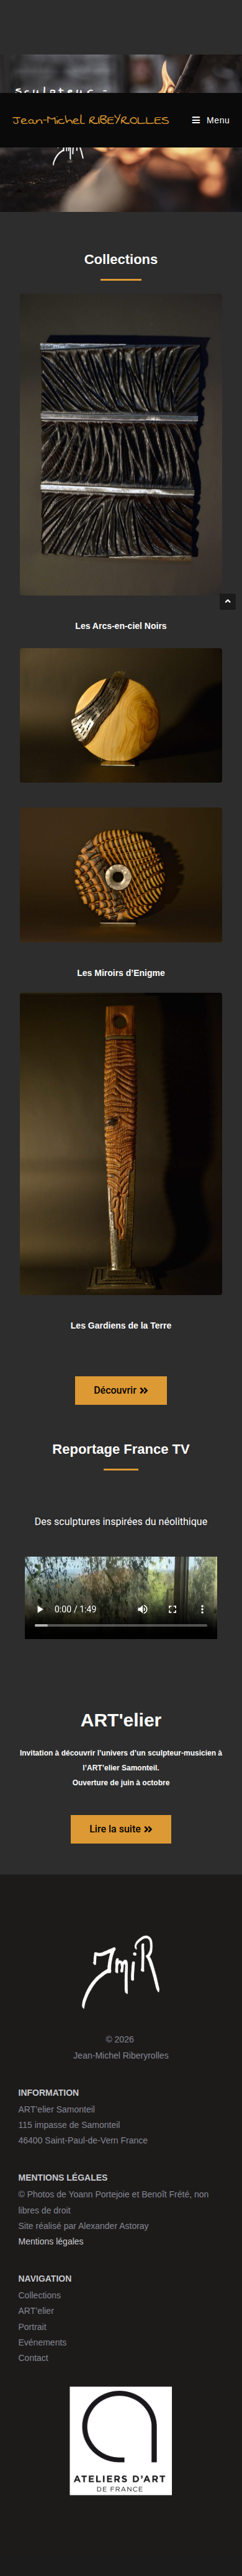 sculpteur -
Jean-Michel RIBEYROLLES
Menu
JmiR
Collections
Les Arcs-en-ciel Noirs
Les Miroirs d'Enigme
Les Gardiens de la Terre
Découvrir
Reportage France TV
Des sculptures inspirées du néolithique
0:00 / 1:49
ART'elier
Invitation à découvrir l'univers d'un sculpteur-musicien à
l'ART'elier Samonteil.
Ouverture de juin à octobre
Lire la suite
JmiR
© 2026
Jean-Michel Riberyrolles
INFORMATION
ART'elier Samonteil
115 impasse de Samonteil
46400 Saint-Paul-de-Vern France
MENTIONS LÉGALES
© Photos de Yoann Portejoie et Benoît Frété, non
libres de droit
Site réalisé par Alexander Astoray
Mentions légales
NAVIGATION
Collections
ART'elier
Portrait
Evénements
Contact
ATELIERS D'ART
DE FRANCE